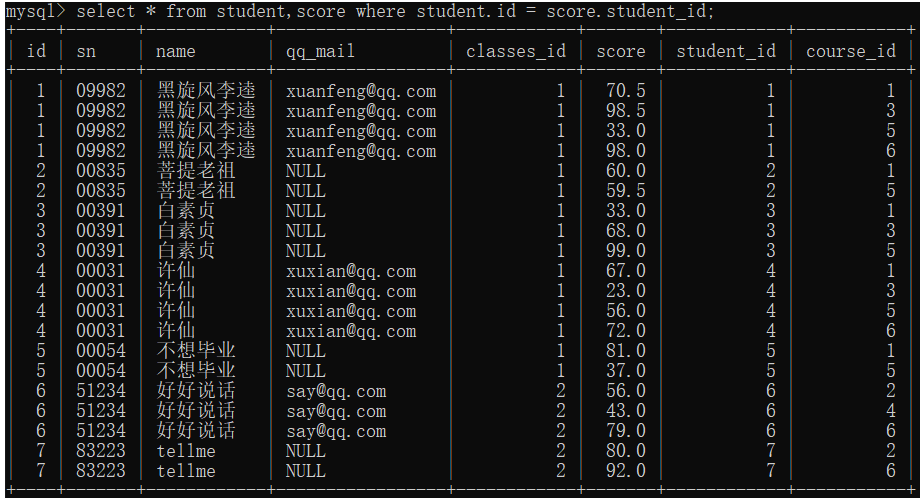 mysql> select * from student,score where student.id = score.student_id;
+----+-------+------------+------------------+------------+-------+------------+-----------+
| id | sn | name | qq_mail | classes_id | score | student_id | course_id |
+----+-------+------------+------------------+------------+-------+------------+-----------+
| 1 | 09982 | 黑旋风李逵 | xuanfeng@qq.com | 1 | 70.5 | 1 | 1 |
| 1 | 09982 | 黑旋风李逵 | xuanfeng@qq.com | 1 | 98.5 | 1 | 3 |
| 1 | 09982 | 黑旋风李逵 | xuanfeng@qq.com | 1 | 33.0 | 1 | 5 |
| 1 | 09982 | 黑旋风李逵 | xuanfeng@qq.com | 1 | 98.0 | 1 | 6 |
| 2 | 00835 | 菩提老祖 | NULL | 1 | 60.0 | 2 | 1 |
| 2 | 00835 | 菩提老祖 | NULL | 1 | 59.5 | 2 | 5 |
| 3 | 00391 | 白素贞 | NULL | 1 | 33.0 | 3 | 1 |
| 3 | 00391 | 白素贞 | NULL | 1 | 68.0 | 3 | 3 |
| 3 | 00391 | 白素贞 | NULL | 1 | 99.0 | 3 | 5 |
| 4 | 00031 | 许仙 | xuxian@qq.com | 1 | 67.0 | 4 | 1 |
| 4 | 00031 | 许仙 | xuxian@qq.com | 1 | 23.0 | 4 | 3 |
| 4 | 00031 | 许仙 | xuxian@qq.com | 1 | 56.0 | 4 | 5 |
| 4 | 00031 | 许仙 | xuxian@qq.com | 1 | 72.0 | 4 | 6 |
| 5 | 00054 | 不想毕业 | NULL | 1 | 81.0 | 5 | 1 |
| 5 | 00054 | 不想毕业 | NULL | 1 | 37.0 | 5 | 5 |
| 6 | 51234 | 好好说话 | say@qq.com | 2 | 56.0 | 6 | 2 |
| 6 | 51234 | 好好说话 | say@qq.com | 2 | 43.0 | 6 | 4 |
| 6 | 51234 | 好好说话 | say@qq.com | 2 | 79.0 | 6 | 6 |
| 7 | 83223 | tellme | NULL | 2 | 80.0 | 7 | 2 |
| 7 | 83223 | tellme | NULL | 2 | 92.0 | 7 | 6 |
+----+-------+------------+------------------+------------+-------+------------+-----------+